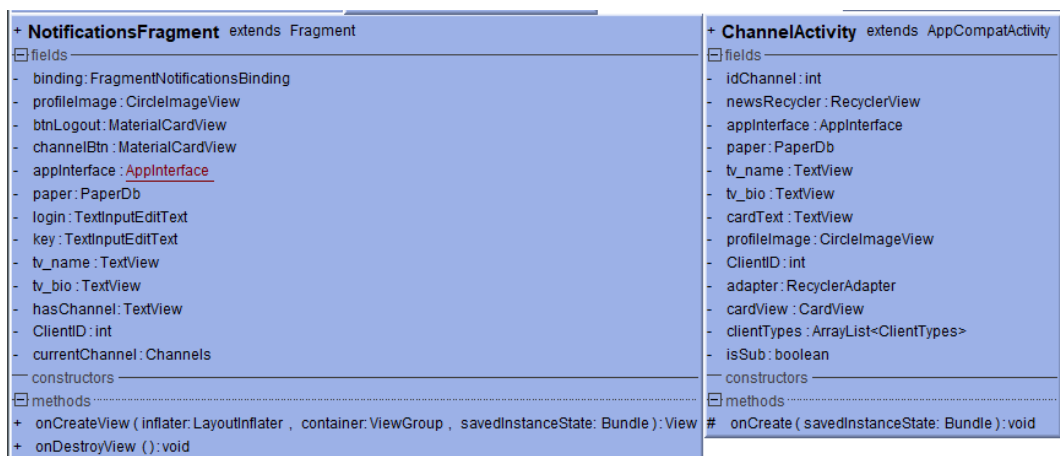 + NotificationsFragment extends Fragment
fields
- binding : FragmentNotificationsBinding
- profileImage : CircleImageView
- btnLogout : MaterialCardView
- channelBtn : MaterialCardView
- appInterface : AppInterface
- paper : PaperDb
- login : TextInputEditText
- key : TextInputEditText
- tv_name : TextView
- tv_bio : TextView
- hasChannel : TextView
- ClientID : int
- currentChannel : Channels
constructors
methods
+ onCreateView ( inflater: LayoutInflater , container: ViewGroup , savedInstanceState: Bundle ) : View
+ onDestroyView () : void
+ ChannelActivity extends AppCompatActivity
fields
- idChannel : int
- newsRecycler : RecyclerView
- appInterface : AppInterface
- paper : PaperDb
- tv_name : TextView
- tv_bio : TextView
- cardText : TextView
- profileImage : CircleImageView
- ClientID : int
- adapter : RecyclerAdapter
- cardView : CardView
- clientTypes : ArrayList<ClientTypes>
- isSub : boolean
constructors
methods
# onCreate ( savedInstanceState: Bundle ) : void